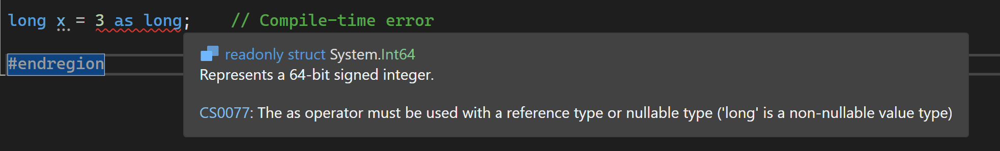 long x = 3 as long;    // Compile-time error
readonly struct System.Int64
#endregion
Represents a 64-bit signed integer.
CS0077: The as operator must be used with a reference type or nullable type ('long' is a non-nullable value type)